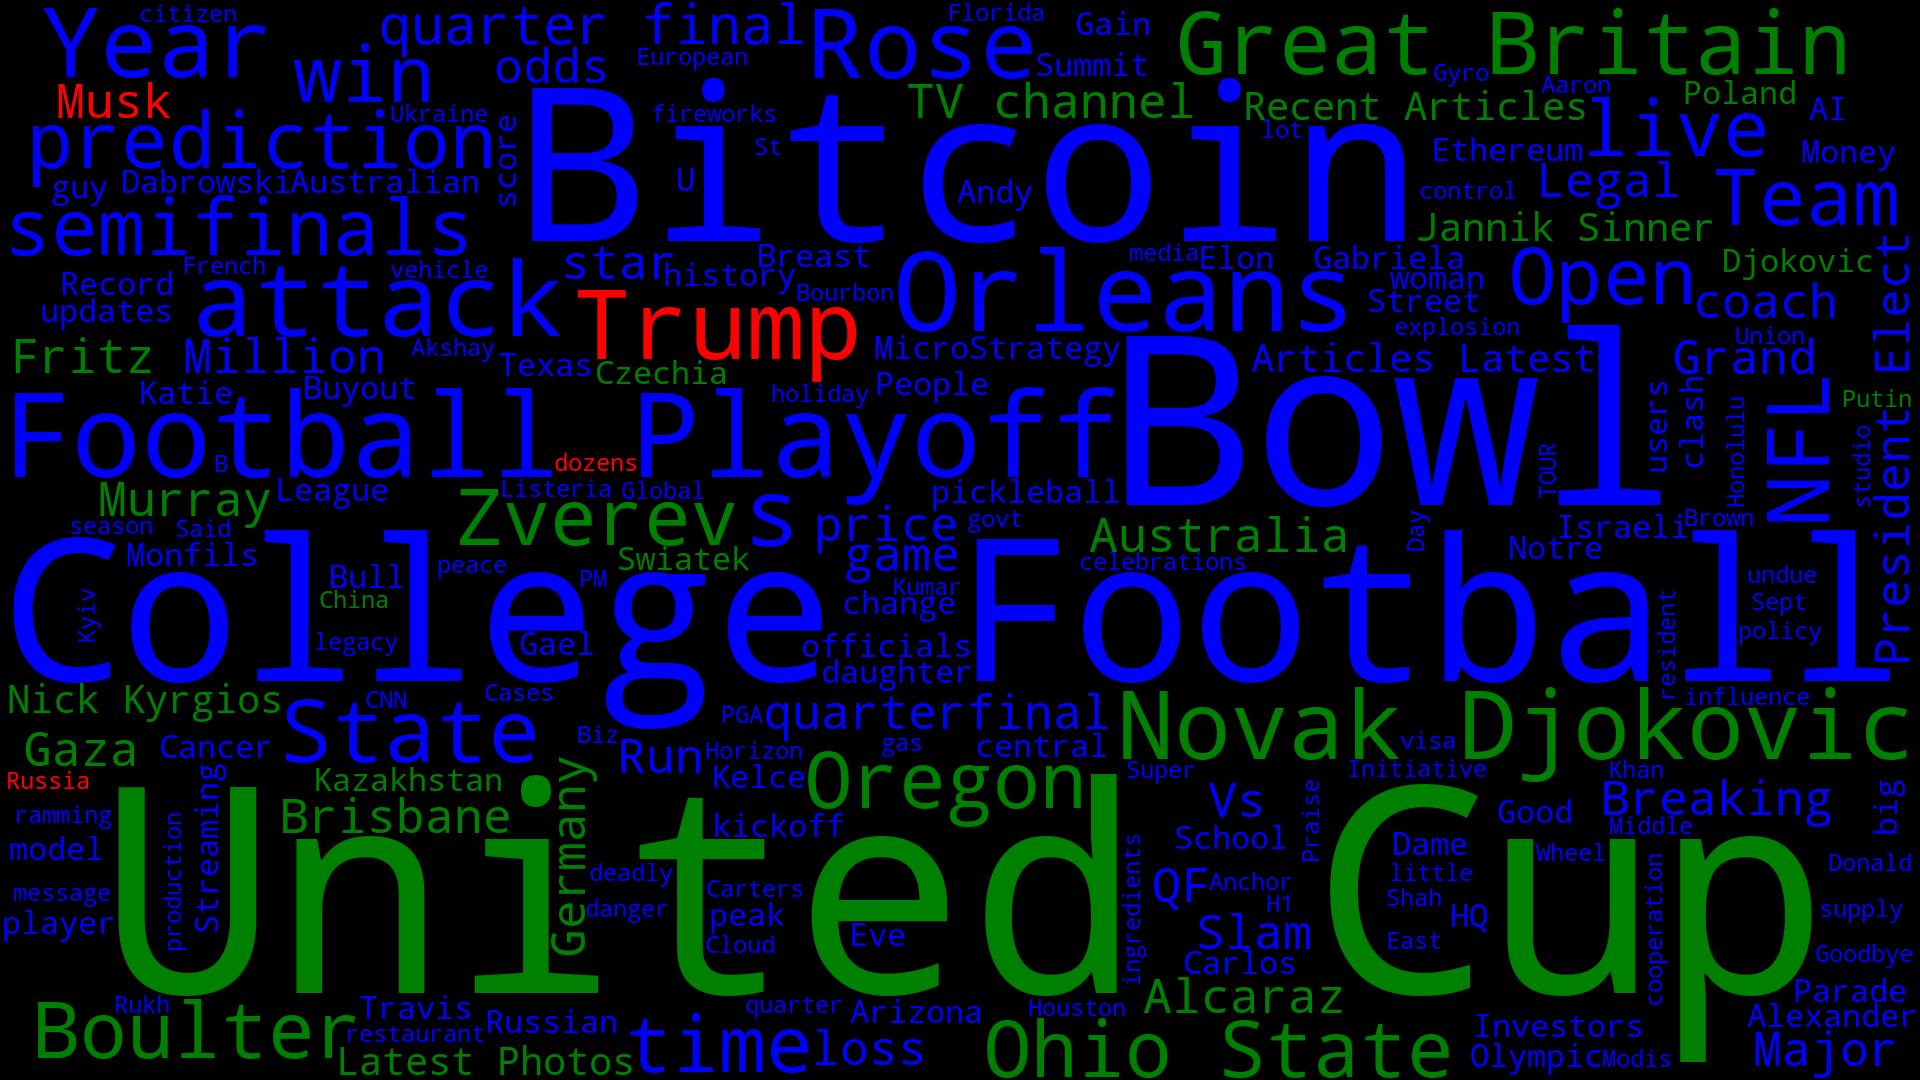 citizen
Year
quarter final
Rose
Florida
Gain
Great Britain
win
odds
European
Summit
Gyro
Aaron
Musk
TV channel
Recent Articles
Poland
AI
prediction
Ukraine
score
fireworks
Bitcoin
lot
live
St
Ethereum
Money
guy
Dabrowski
Australian
U
Andy
control
Legal
Team
semifinals
Jannik Sinner
French
vehicle
star
history
Breast
media
Elon
Gabriela
Djokovic
Record
attack
Bourbon
Orleans
woman
Open
updates
Trump
Street
coach
President Elect
explosion
Fritz
Million
Akshay
Texas
Czechia
MicroStrategy
Articles Latest
Union
Grand
Katie
Buyout
holiday
People
Bowl
users
clash
Honolulu
NFL
Putin
Football Playoff
B
dozens
TOUR
studio
Murray
League
Listeria
Global
pickleball
season
Said
Zverev
s
price
govt
Australia
Day
Israeli
Brown
Monfils
Swiatek
game
Notre
College Football
Bull
peace
PM
Kumar
celebrations
undue
China
change
Sept
Kyiv
legacy
Gael
officials
policy
daughter
resident
Nick Kyrgios
CNN
Cases
influence
State
PGA
quarterfinal
Novak Djokovic
Gaza
Cancer
Biz
Run
Horizon
gas
central
visa
Russia
Kazakhstan
Germany
Kelce
Oregon
Super
Initiative
Khan
ramming
Streaming
Brisbane
Vs
Praise
Good
Breaking
big
model
production
United Cup
kickoff
School
Dame
Middle
Wheel
Donald
message
deadly
Carters
ingredients
QF
Anchor
little
cooperation
player
danger
peak
H1
Shah
HQ
supply
Cloud
Eve
Slam
East
Goodbye
Carlos
Rukh
Travis
quarter
Arizona
Houston
Alcaraz
Parade
Boulter
restaurant
Russian
time
loss
Ohio State
Investors
Alexander
Latest Photos
Olympic
Modis
Major